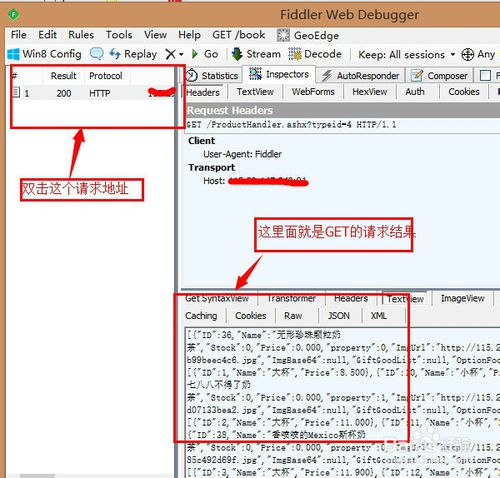 Fiddler Web Debugger
File Edit Rules Tools View Help GET /book GeoEdge
Win8 Config Replay Go Stream Decode Keep: All sessions Any
# Result Protocol
1 200 HTTP
Statistics Inspectors AutoResponder Composer
Headers TextView WebForms HexView Auth Cookies
Request Headers
GET /ProductHandler.ashx?typeid=4 HTTP/1.1
Client
User-Agent: Fiddler
Transport
Host:
双击这个请求地址
这里面就是GET的请求结果
Get SyntaxView Transformer Headers TextView ImageView
Caching Cookies Raw JSON XML
[{"ID":36,"Name":"无形珍珠颗粒奶
茶","Stock":0,"Price":0.000,"property":0,"ImgUrl":"http://115.2
b99beec4c6.jpg","ImgBase64":null,"GiftGoodList":null,"OptionFoo
[{"ID":1,"Name":"大杯","Price":8.500},{"ID":10,"Name":"小杯","P
七八八不得了奶
茶","Stock":0,"Price":0.000,"property":0,"ImgUrl":"http://115.2
d07133bea2.jpg","ImgBase64":null,"GiftGoodList":null,"OptionFoo
[{"ID":2,"Name":"大杯","Price":11.000},{"ID":11,"Name":"小杯","
{"ID":38,"Name":"香喷喷的Mexico斯杯奶
茶","Stock":0,"Price":0.000,"property":0,"ImgUrl":"http://115.2
85c492d69f.jpg","ImgBase64":null,"GiftGoodList":null,"OptionFoo
[{"ID":3,"Name":"大杯","Price":11.900},{"ID":12,"Name":"小杯","